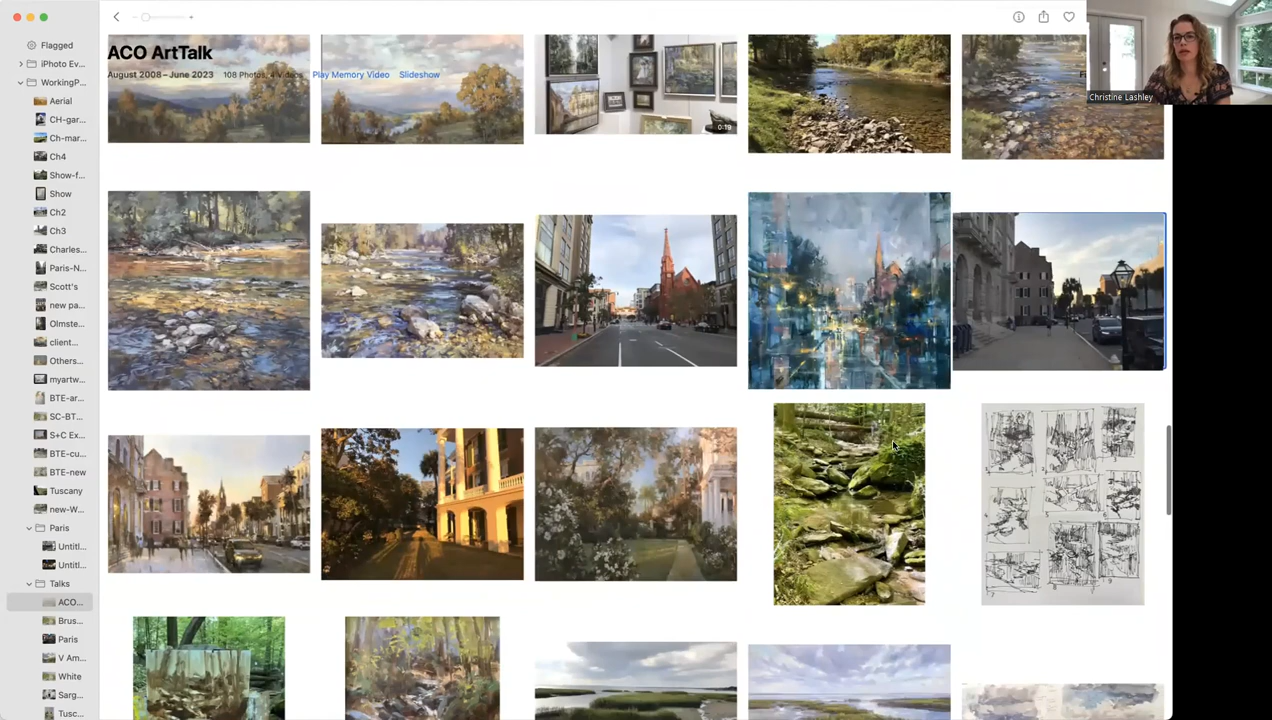 ACO ArtTalk
August 2008–June 2023 108 Photos, 4 Videos Play Memory Video Slideshow
Flagged
iPhoto Ev...
WorkingP...
Aerial
CH-gar...
Ch-mar...
Ch4
Show-f...
Show
Ch2
Ch3
Charles...
Paris-N...
Scott's
new pa...
Olmste...
client...
Others...
myartw...
BTE-ar...
SC-BT...
S+C Ex...
BTE-cu...
BTE-new
Tuscany
new-W...
Paris
Untitl...
Untitl...
Talks
ACO...
Brus...
Paris
V Am...
White
Sarg...
Tusc...
0:19
Christine Lashley